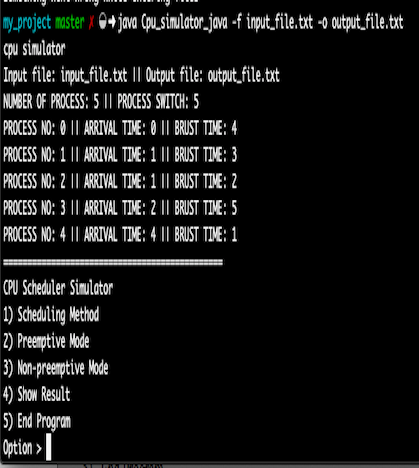 my_project master ✗ ➜ java Cpu_simulator_java -f input_file.txt -o output_file.txt
cpu simulator
Input file: input_file.txt || Output file: output_file.txt
NUMBER OF PROCESS: 5 || PROCESS SWITCH: 5
PROCESS NO: 0 || ARRIVAL TIME: 0 || BRUST TIME: 4
PROCESS NO: 1 || ARRIVAL TIME: 1 || BRUST TIME: 3
PROCESS NO: 2 || ARRIVAL TIME: 1 || BRUST TIME: 2
PROCESS NO: 3 || ARRIVAL TIME: 2 || BRUST TIME: 5
PROCESS NO: 4 || ARRIVAL TIME: 4 || BRUST TIME: 1
==========================================
CPU Scheduler Simulator
1) Scheduling Method
2) Preemptive Mode
3) Non-preemptive Mode
4) Show Result
5) End Program
Option >